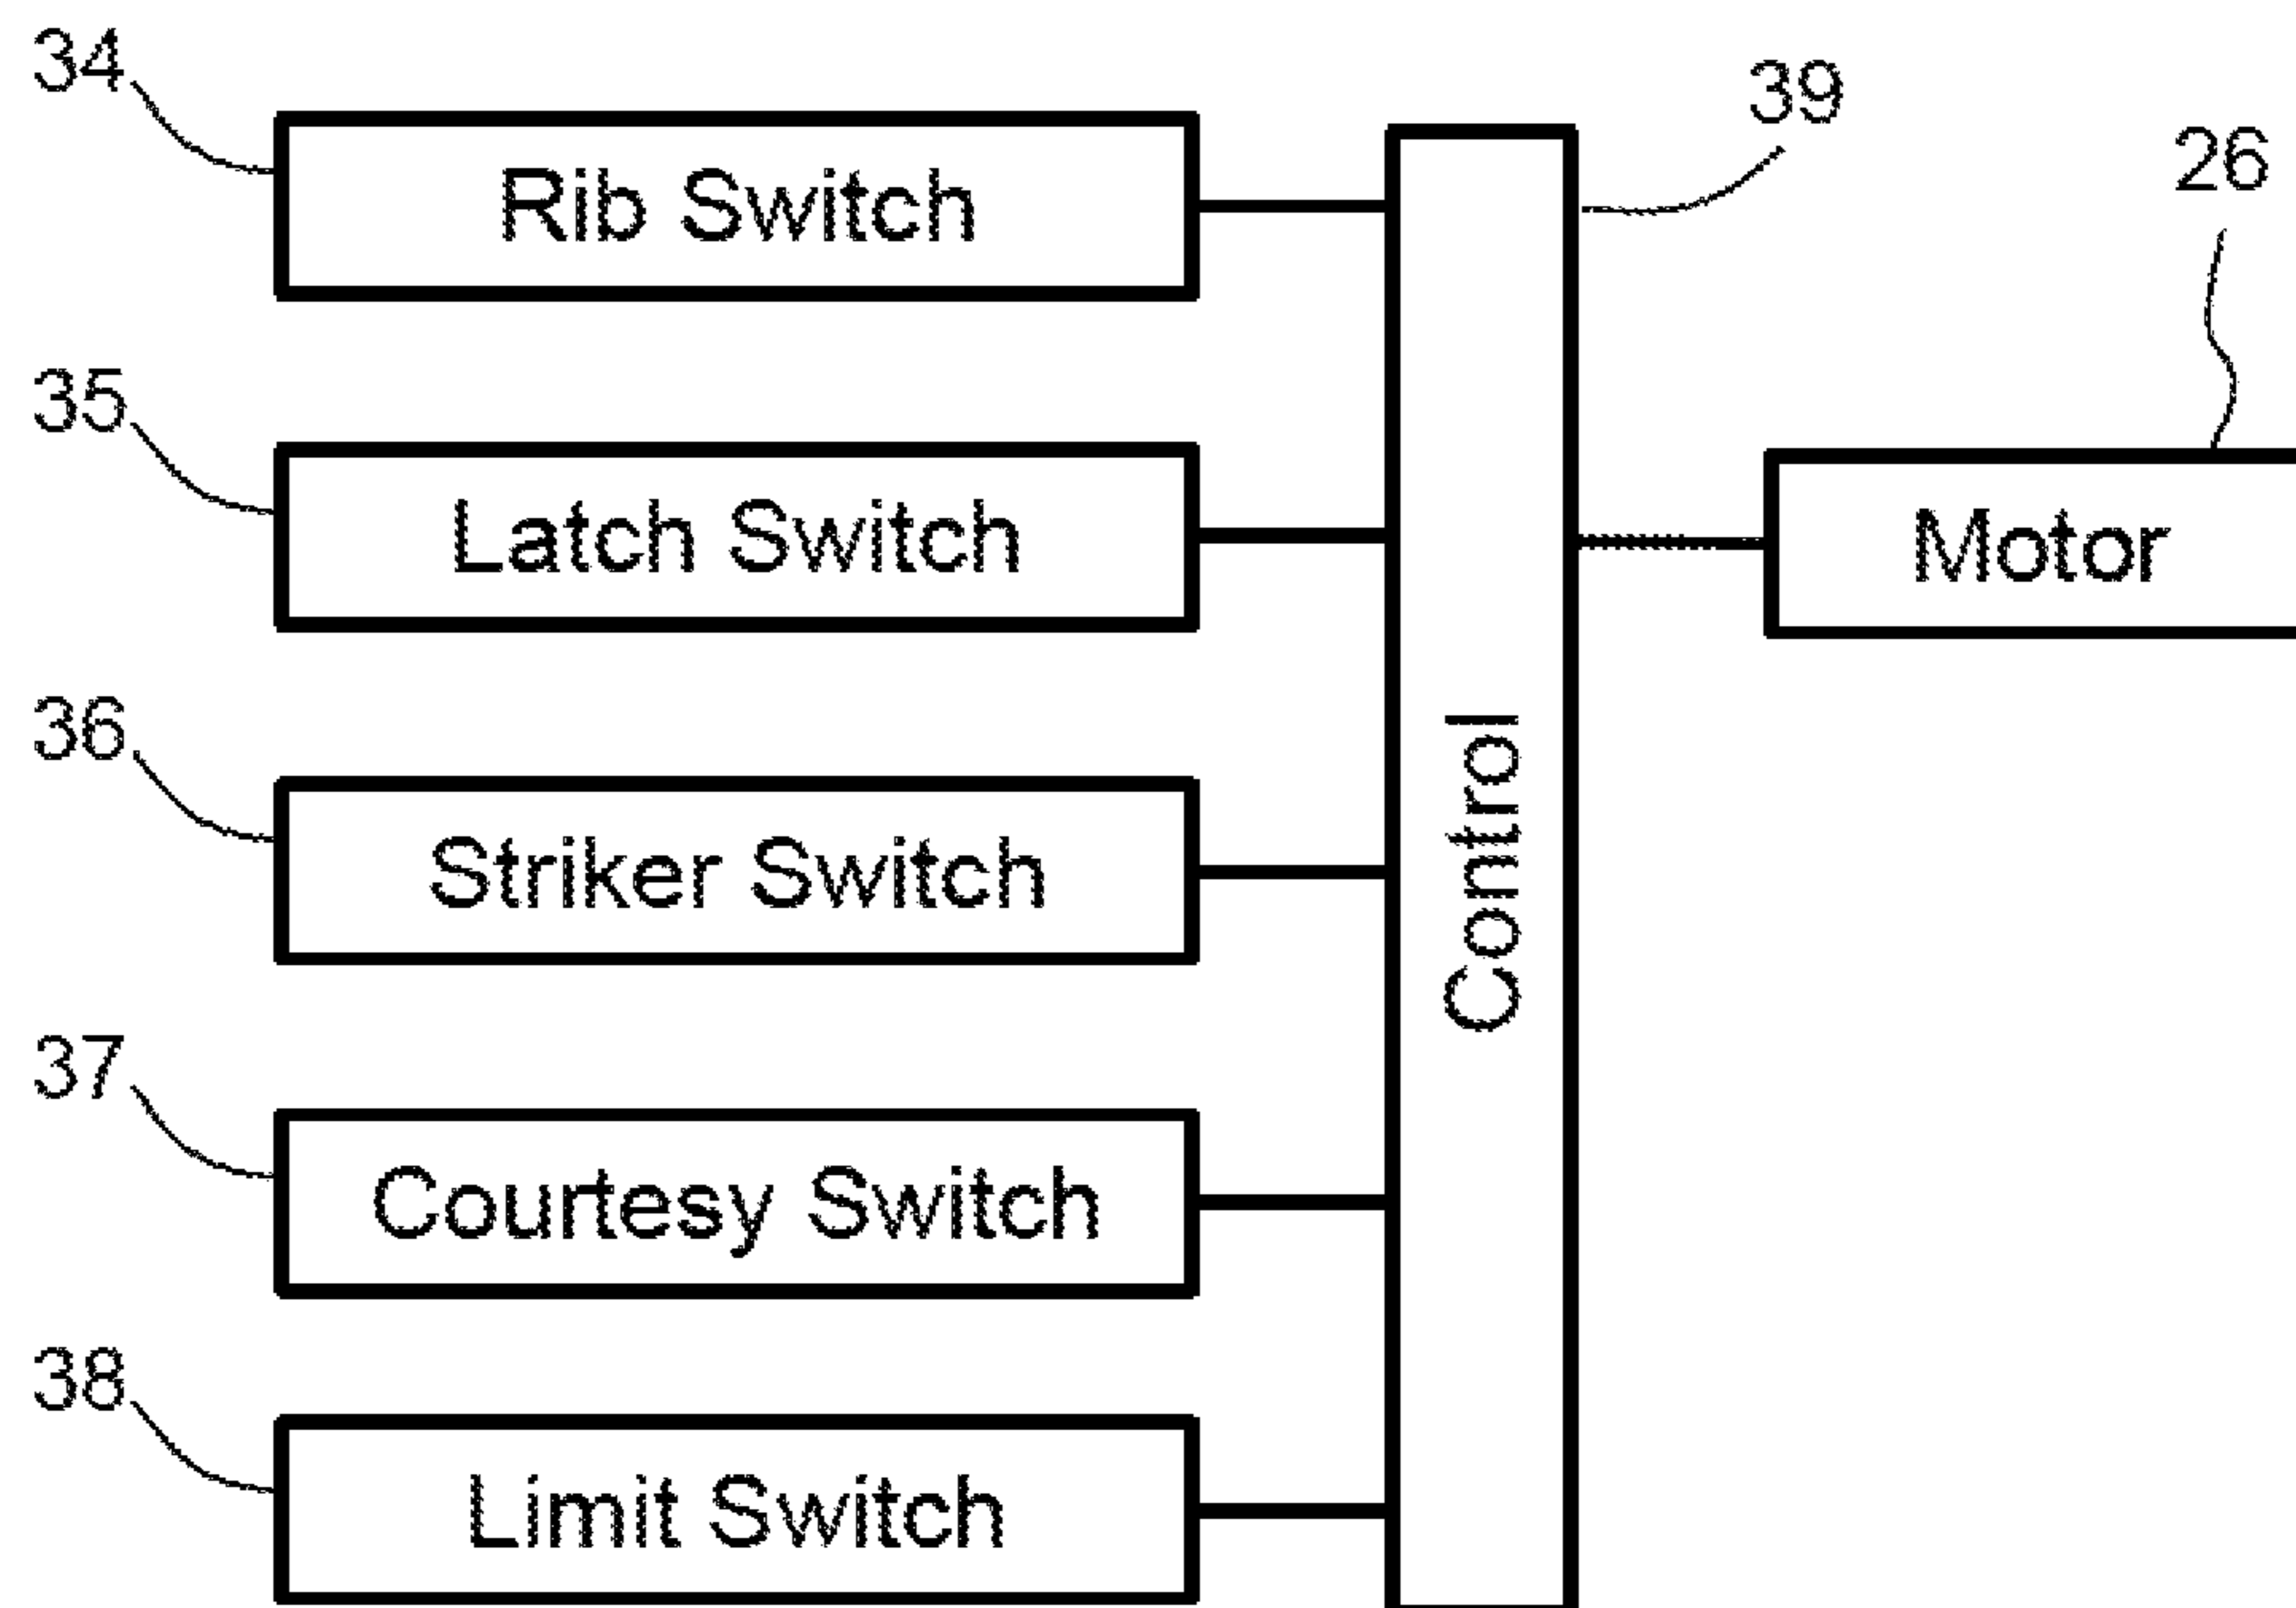 34
Rib Switch
39
26
35
Latch Switch
Motor
36
Striker Switch
Control
37
Courtesy Switch
38
Limit Switch